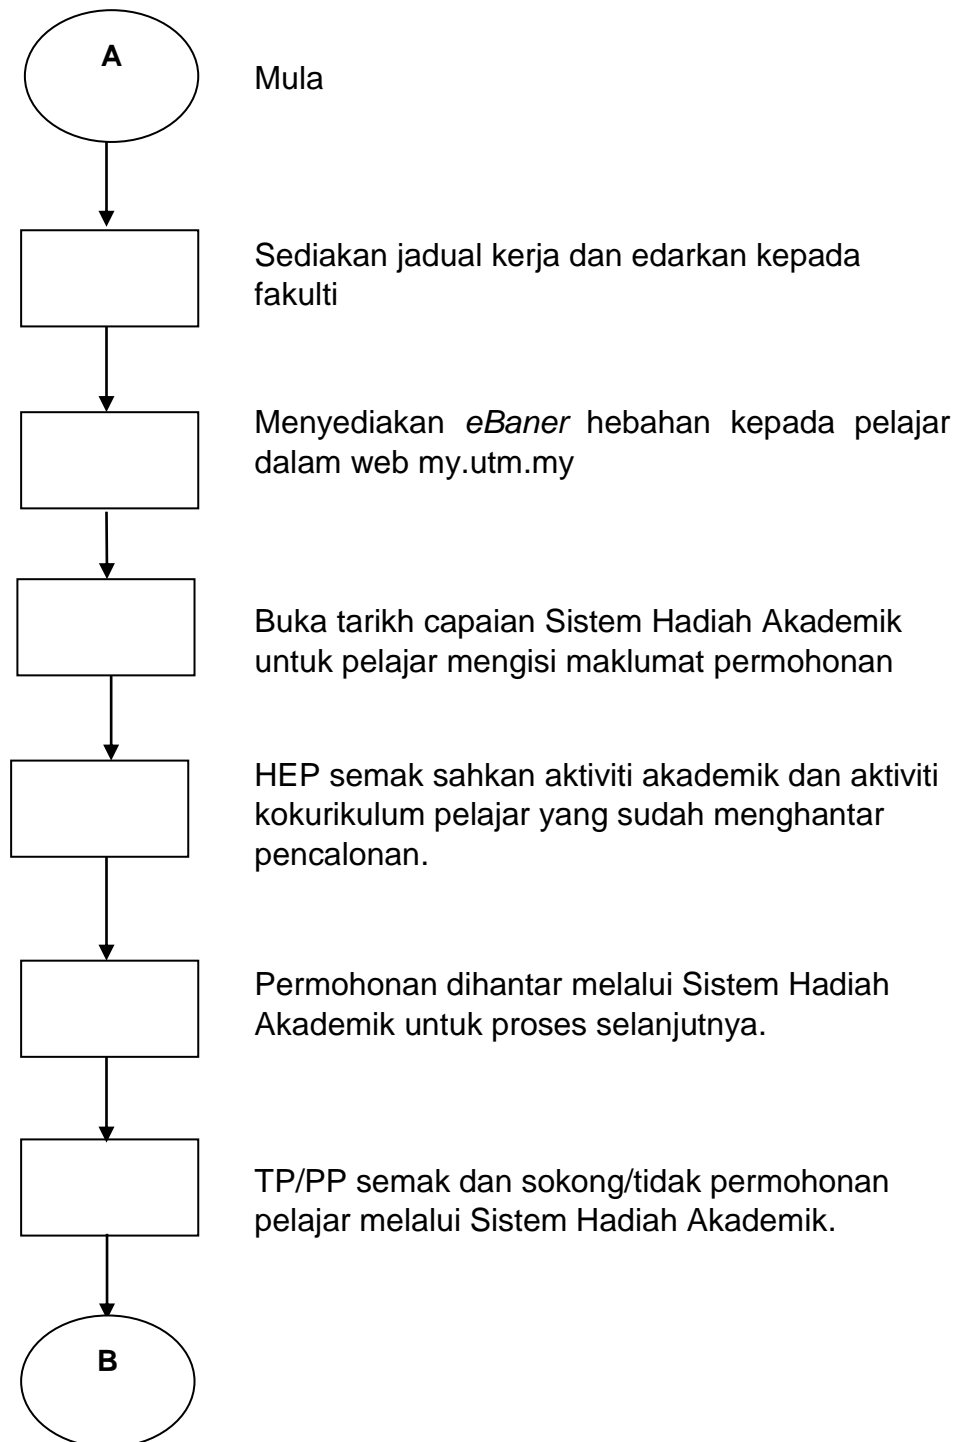 A
Mula
Sediakan jadual kerja dan edarkan kepada
fakulti
Menyediakan eBaner hebahan kepada pelajar
dalam web my.utm.my
Buka tarikh capaian Sistem Hadiah Akademik
untuk pelajar mengisi maklumat permohonan
HEP semak sahkan aktiviti akademik dan aktiviti
kokurikulum pelajar yang sudah menghantar
pencalonan.
Permohonan dihantar melalui Sistem Hadiah
Akademik untuk proses selanjutnya.
TP/PP semak dan sokong/tidak permohonan
pelajar melalui Sistem Hadiah Akademik.
B